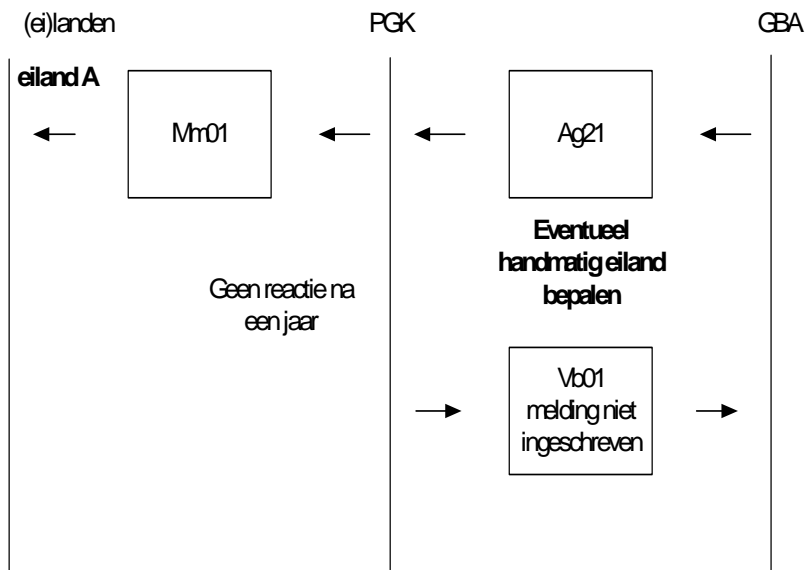 (ei)landen PGK GBA
eiland A
Mm01 Ag21
Eventueel
handmatig eiland
bepalen
Geen reactie na
een jaar
Vb01
melding niet
ingeschreven